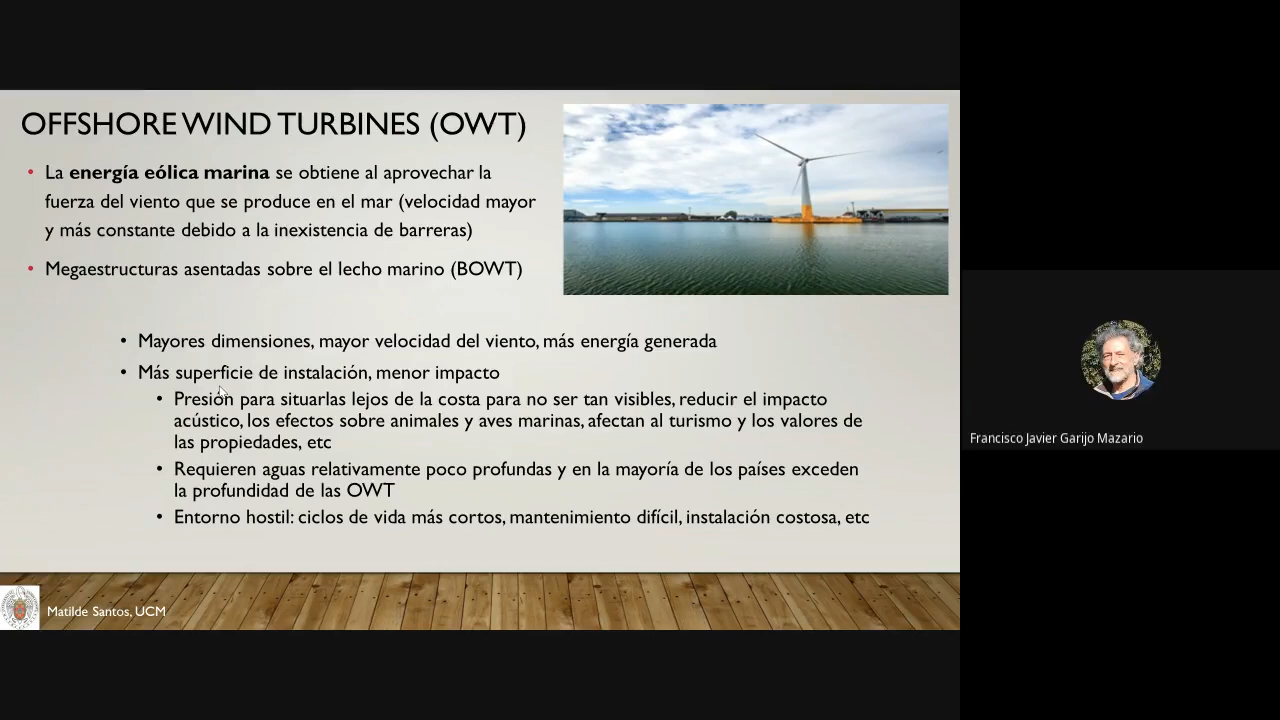 OFFSHORE WIND TURBINES (OWT)
• La energía eólica marina se obtiene al aprovechar la
fuerza del viento que se produce en el mar (velocidad mayor
y más constante debido a la inexistencia de barreras)
• Megaestructuras asentadas sobre el lecho marino (BOWT)
• Mayores dimensiones, mayor velocidad del viento, más energía generada
• Más superficie de instalación, menor impacto
• Presión para situarlas lejos de la costa para no ser tan visibles, reducir el impacto
acústico, los efectos sobre animales y aves marinas, afectan al turismo y los valores de
las propiedades, etc
• Requieren aguas relativamente poco profundas y en la mayoría de los países exceden
la profundidad de las OWT
• Entorno hostil: ciclos de vida más cortos, mantenimiento difícil, instalación costosa, etc
Matilde Santos, UCM
Francisco Javier Garijo Mazario